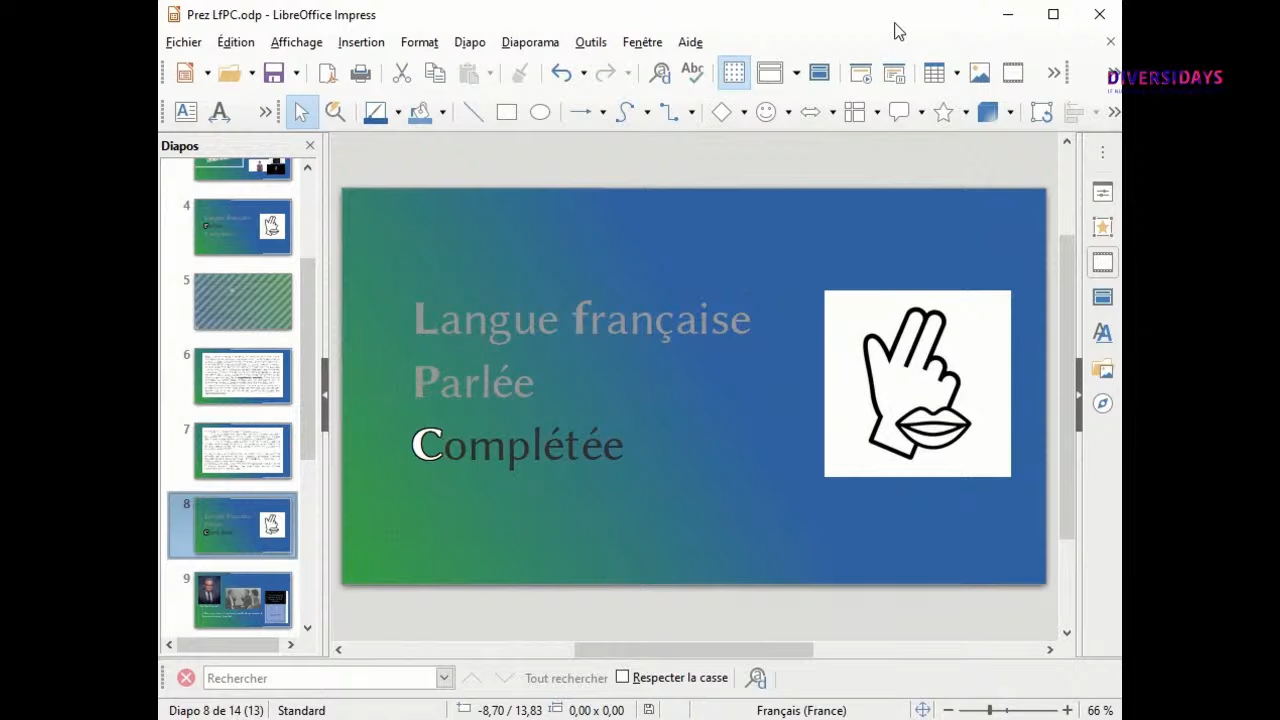 Prez LfPC.odp - LibreOffice Impress
Fichier Édition Affichage Insertion Format Diapo Diaporama Outils Fenêtre Aide
DIVERSIDAYS
Abc
Diapos
4
5
6
7
8
9
Langue française
Parlée
Complétée
Rechercher
Tout rechercher
Respecter la casse
Diapo 8 de 14 (13)
Standard
-8,70 / 13,83
0,00 x 0,00
Français (France)
66 %